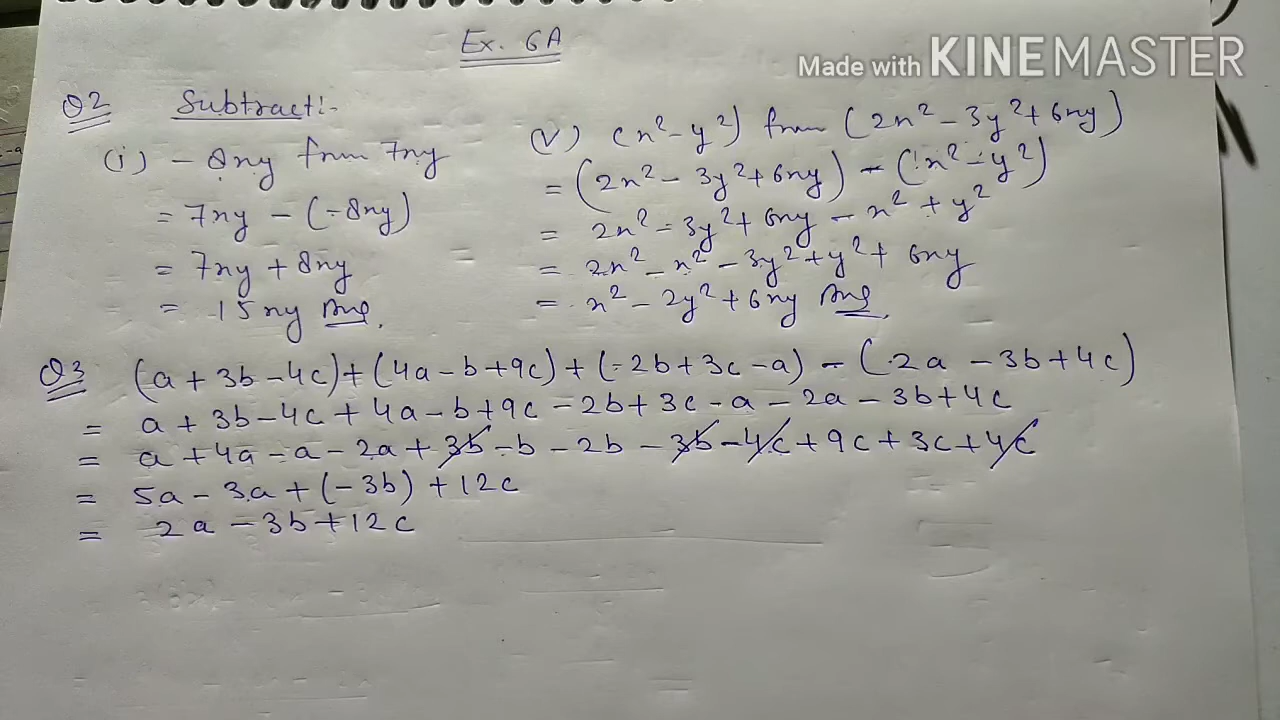 Ex. 6A
Made with KINEMASTER
Q2 Subtract:-
(i) - 8xy from 7xy
= 7xy - (-8xy)
= 7xy + 8xy
= 15xy Ans.
(V) (x² - y²) from (2x² - 3y² + 6xy)
= (2x² - 3y² + 6xy) - (x² - y²)
= 2x² - 3y² + 6xy - x² + y²
= 2x² - x² - 3y² + y² + 6xy
= x² - 2y² + 6xy Ans.
Q3 (a + 3b - 4c) + (4a - b + 9c) + (-2b + 3c - a) - (2a - 3b + 4c)
= a + 3b - 4c + 4a - b + 9c - 2b + 3c - a - 2a - 3b + 4c
= a + 4a - a - 2a + 3b - b - 2b - 3b - 4c + 9c + 3c + 4c
= 5a - 3a + (-3b) + 12c
= 2a - 3b + 12c